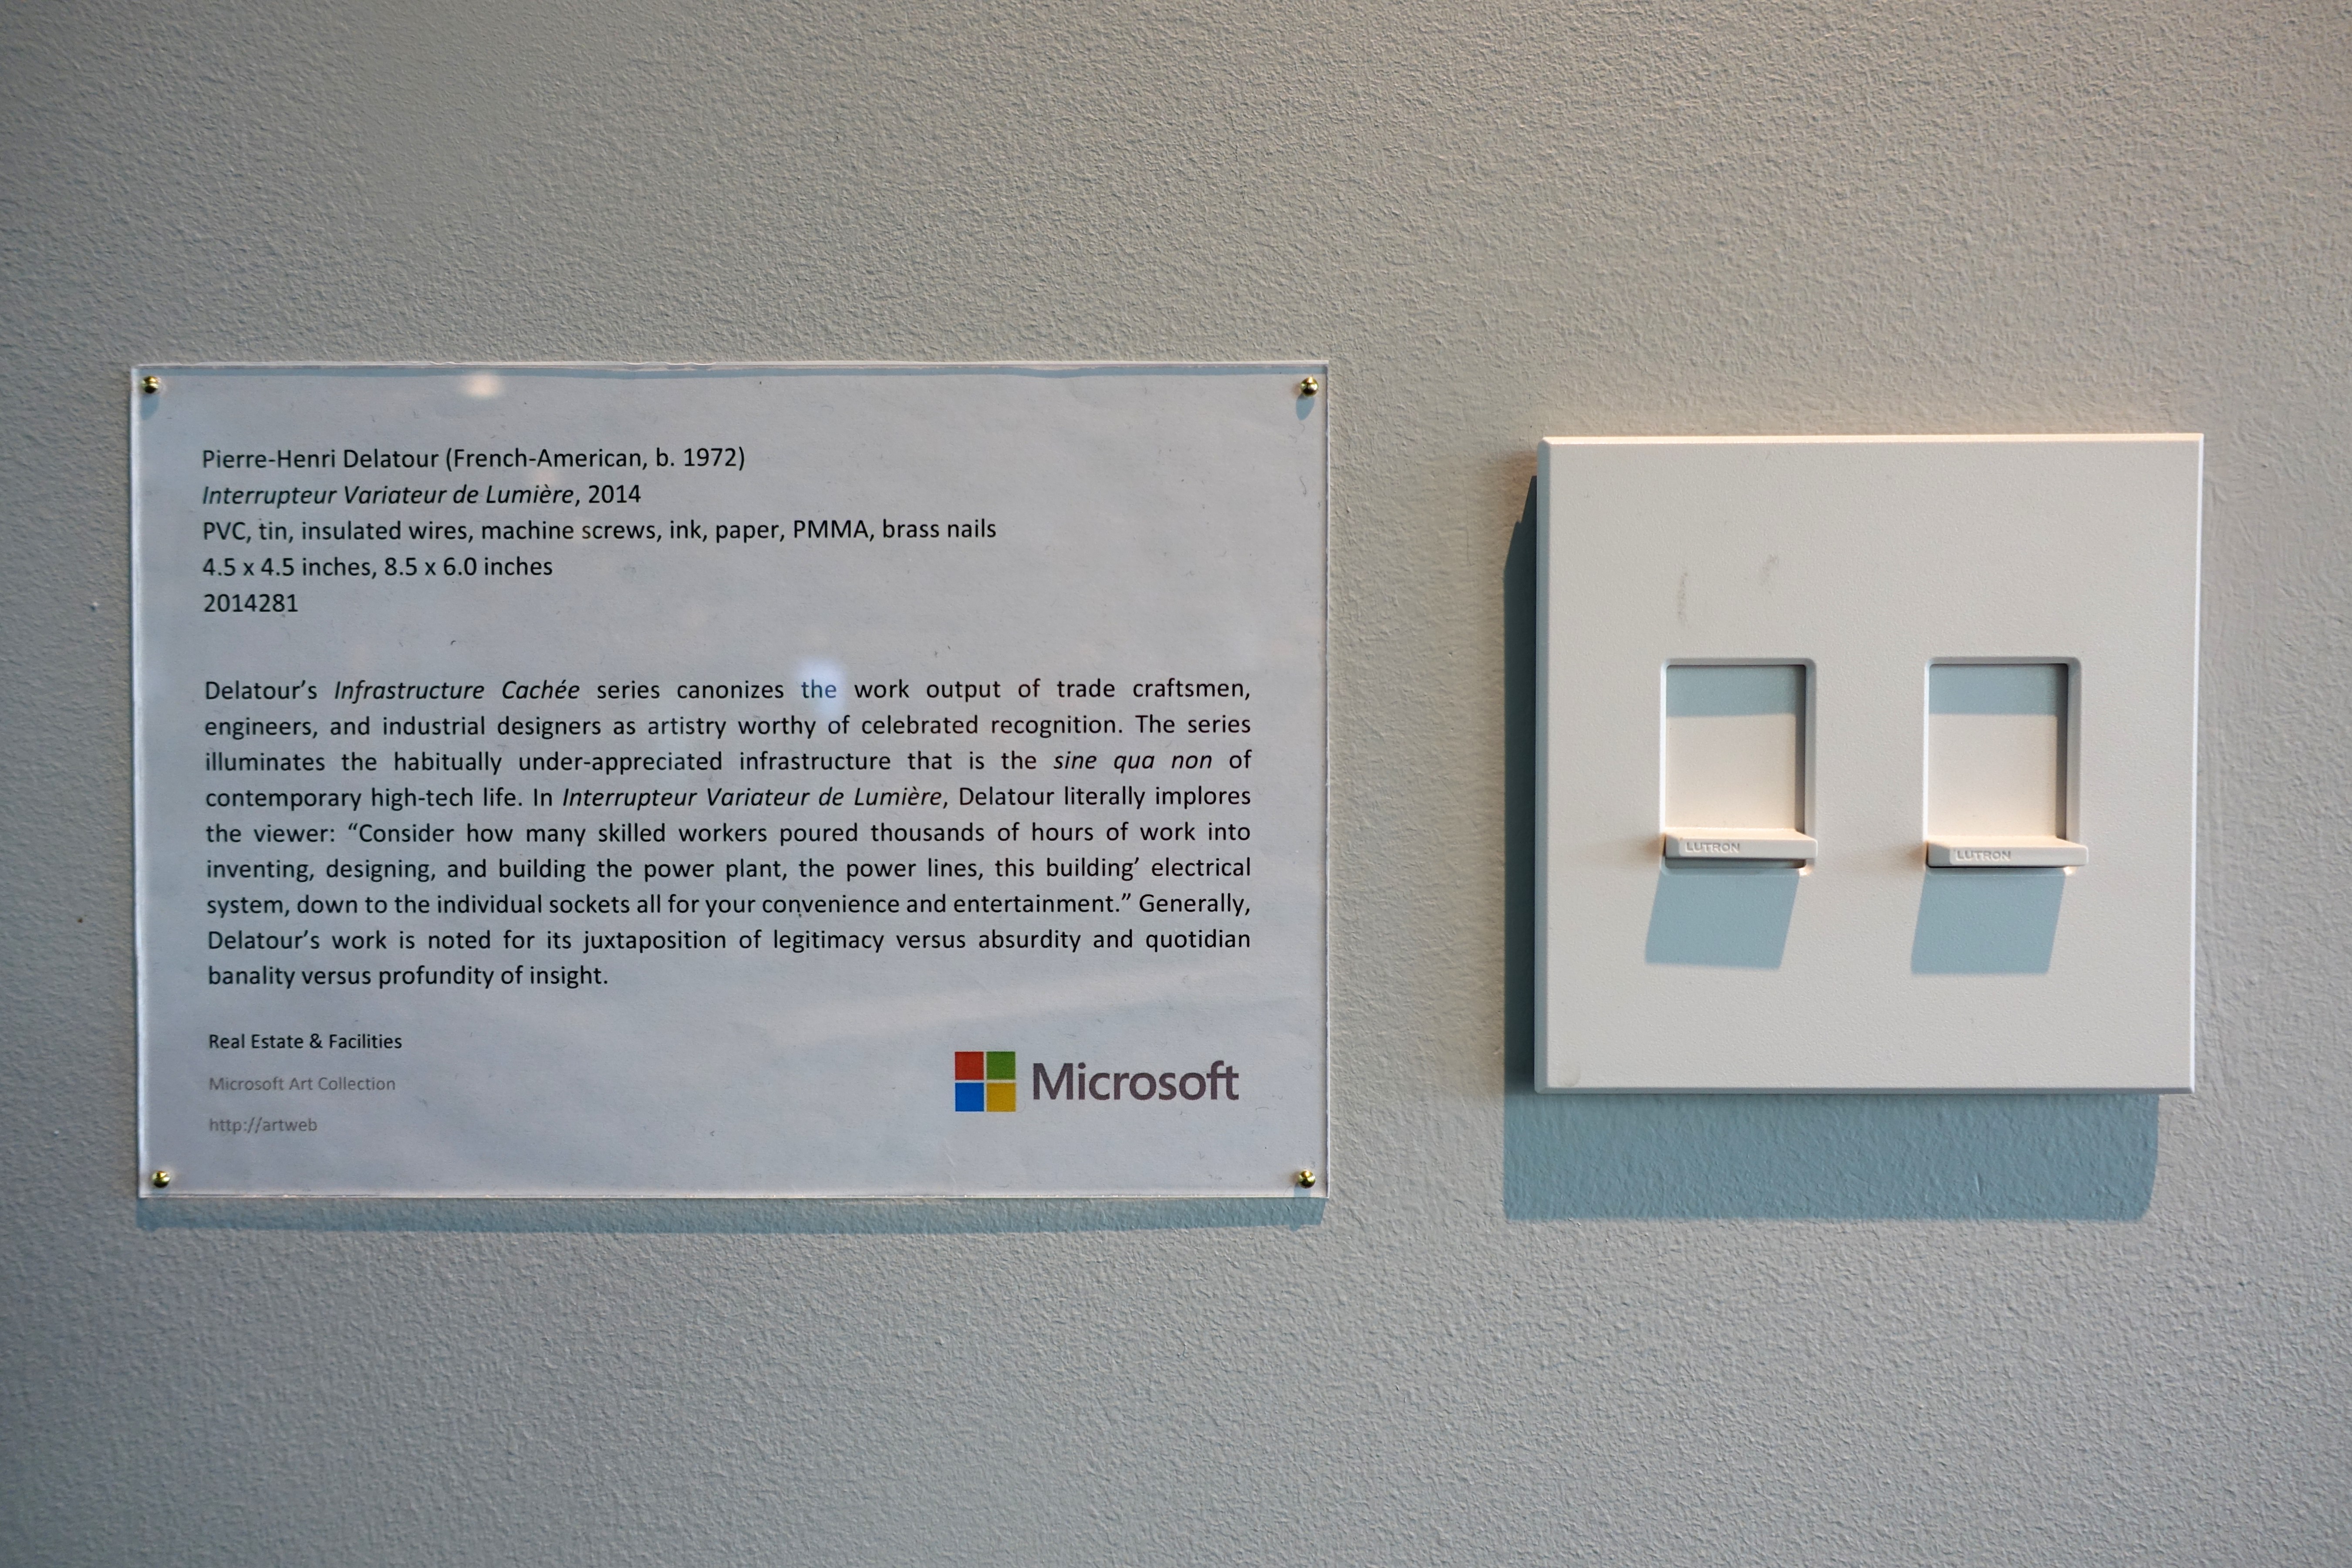 Pierre-Henri Delatour (French-American, b. 1972)
Interrupteur Variateur de Lumière, 2014
PVC, tin, insulated wires, machine screws, ink, paper, PMMA, brass nails
4.5 x 4.5 inches, 8.5 x 6.0 inches
2014281
Delatour’s Infrastructure Cachée series canonizes the work output of trade craftsmen,
engineers, and industrial designers as artistry worthy of celebrated recognition. The series
illuminates the habitually under-appreciated infrastructure that is the sine qua non of
contemporary high-tech life. In Interrupteur Variateur de Lumière, Delatour literally implores
the viewer: “Consider how many skilled workers poured thousands of hours of work into
inventing, designing, and building the power plant, the power lines, this building’ electrical
system, down to the individual sockets all for your convenience and entertainment.” Generally,
Delatour’s work is noted for its juxtaposition of legitimacy versus absurdity and quotidian
banality versus profundity of insight.
Real Estate & Facilities
Microsoft Art Collection
http://artweb
Microsoft
LUTRON
LUTRON